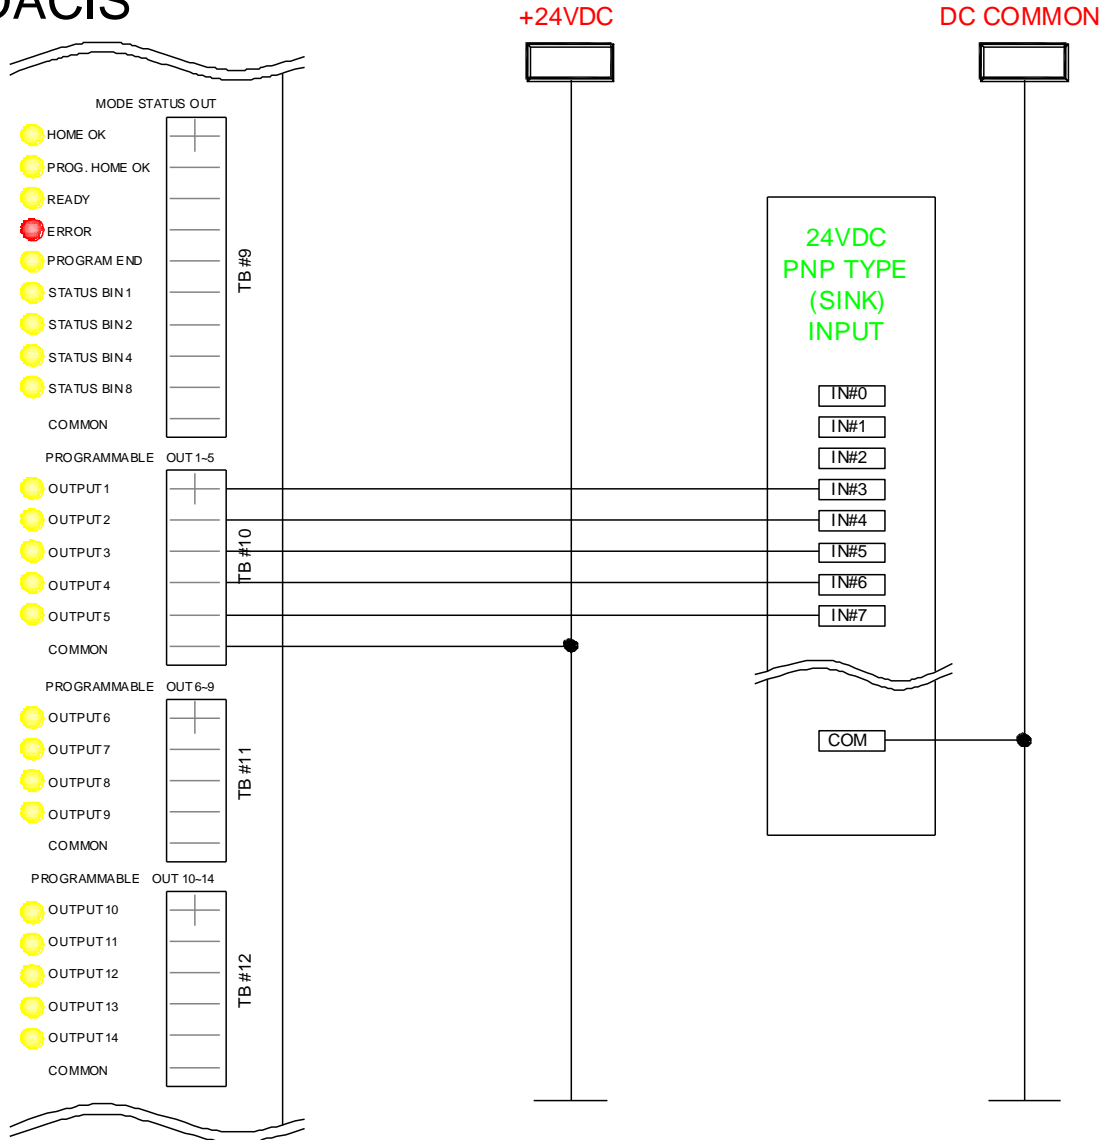 +24VDC
DC COMMON
MODE STATUS OUT
HOME OK
PROG. HOME OK
READY
ERROR
PROGRAM END
STATUS BIN 1
STATUS BIN 2
STATUS BIN 4
STATUS BIN 8
COMMON
TB #9
PROGRAMMABLE OUT 1~5
OUTPUT 1
OUTPUT 2
OUTPUT 3
OUTPUT 4
OUTPUT 5
COMMON
TB #10
PROGRAMMABLE OUT 6~9
OUTPUT 6
OUTPUT 7
OUTPUT 8
OUTPUT 9
COMMON
TB #11
PROGRAMMABLE OUT 10~14
OUTPUT 10
OUTPUT 11
OUTPUT 12
OUTPUT 13
OUTPUT 14
COMMON
TB #12
24VDC
PNP TYPE
(SINK)
INPUT
IN#0
IN#1
IN#2
IN#3
IN#4
IN#5
IN#6
IN#7
COM